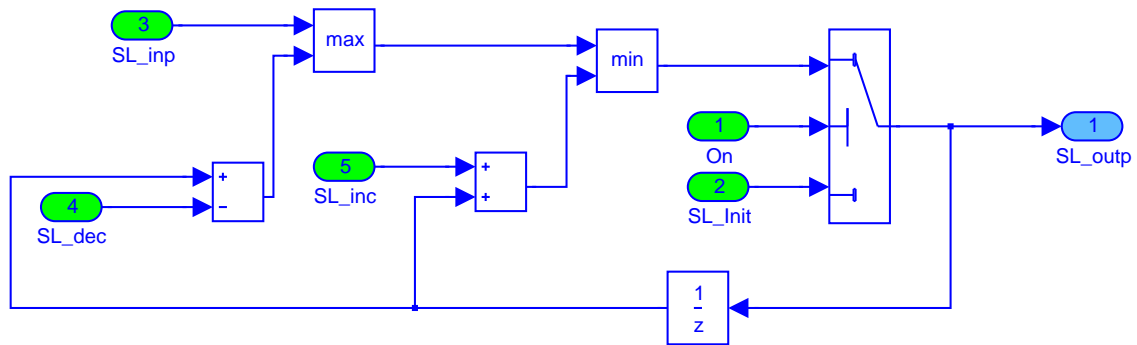 3
SL_inp
max
min
1
On
1
SL_outp
5
SL_inc
+
+
2
SL_Init
+
−
4
SL_dec
1
z